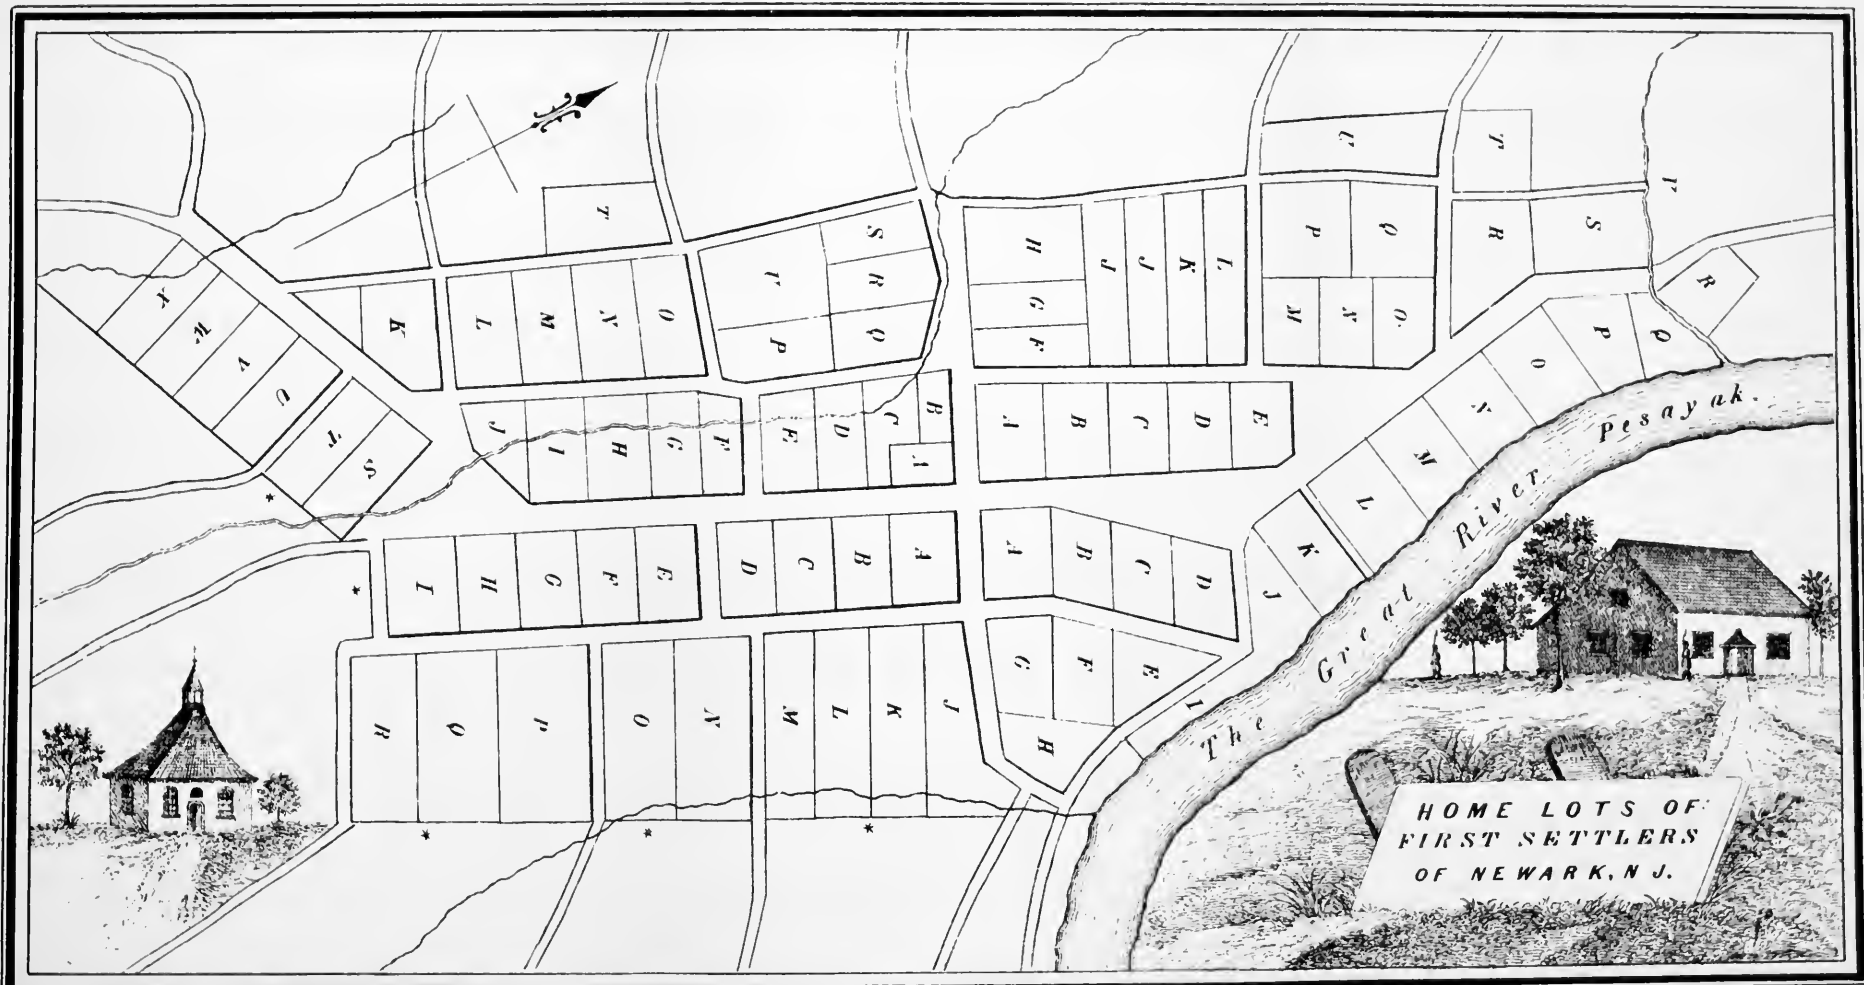 U
T
V
T
S
R
V
P
Q
H
G
F
J
J
K
L
P
Q
M
N
O.
R
S
R
X
W
V
U
T
S
K
L
M
N
O
Q
P
O
N
M
L
K
J
I
J
I
H
G
F
E
D
C
B
A
A
B
C
D
E
I
H
G
F
E
D
C
B
A
A
B
C
D
R
Q
P
O
N
M
L
K
J
G
F
E
H
The Great River Pesayak.
HOME LOTS OF
FIRST SETTLERS
OF NEWARK, N J.